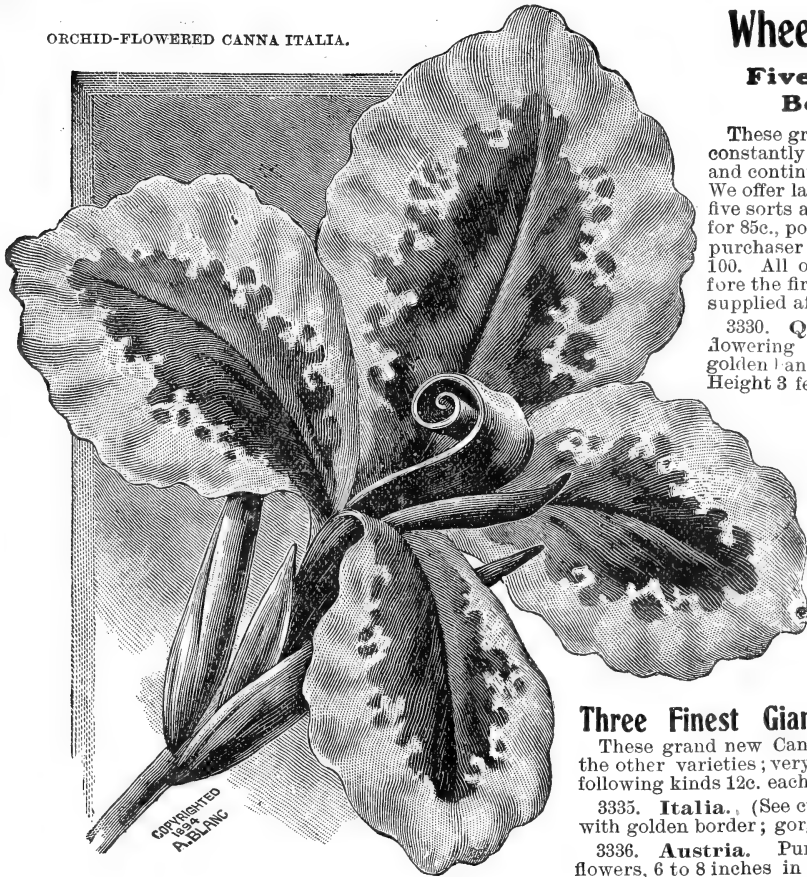 ORCHID-FLOWERED CANNA ITALIA.
Whee
Five
Be
These gr
constantly
and contin
We offer la
five sorts a
for 85c., po
purchaser
100. All o
fore the fir
supplied af
3330. Q
flowering
golden an
Height 3 fe
COPYRIGHTED
1894
A. BLANC
Three Finest Gian
These grand new Can
the other varieties; very
following kinds 12c. each
3335. Italia. (See c
with golden border; gor
3336. Austria. Pur
flowers, 6 to 8 inches in